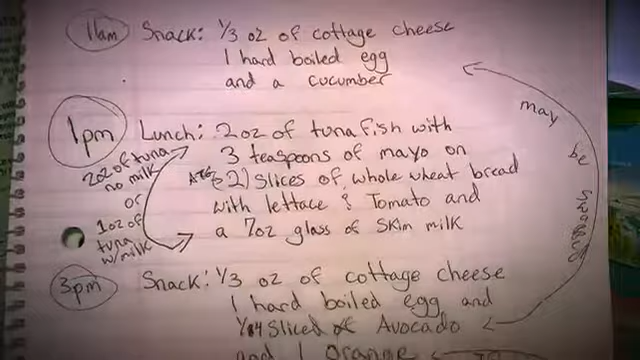 11am Snack: 1/3 oz of cottage cheese
1 hard boiled egg
and a cucumber
may be
1pm Lunch: 2oz of tuna fish with
3 teaspoons of mayo on
2) slices of whole wheat bread
with lettace & Tomato and
a 7oz glass of skim milk
2oz of tuna
no milk
or
1oz of
tuna
w/milk
3pm Snack: 1/3 oz of cottage cheese
1 hard boiled egg and
sliced of Avocado
and 1 orange